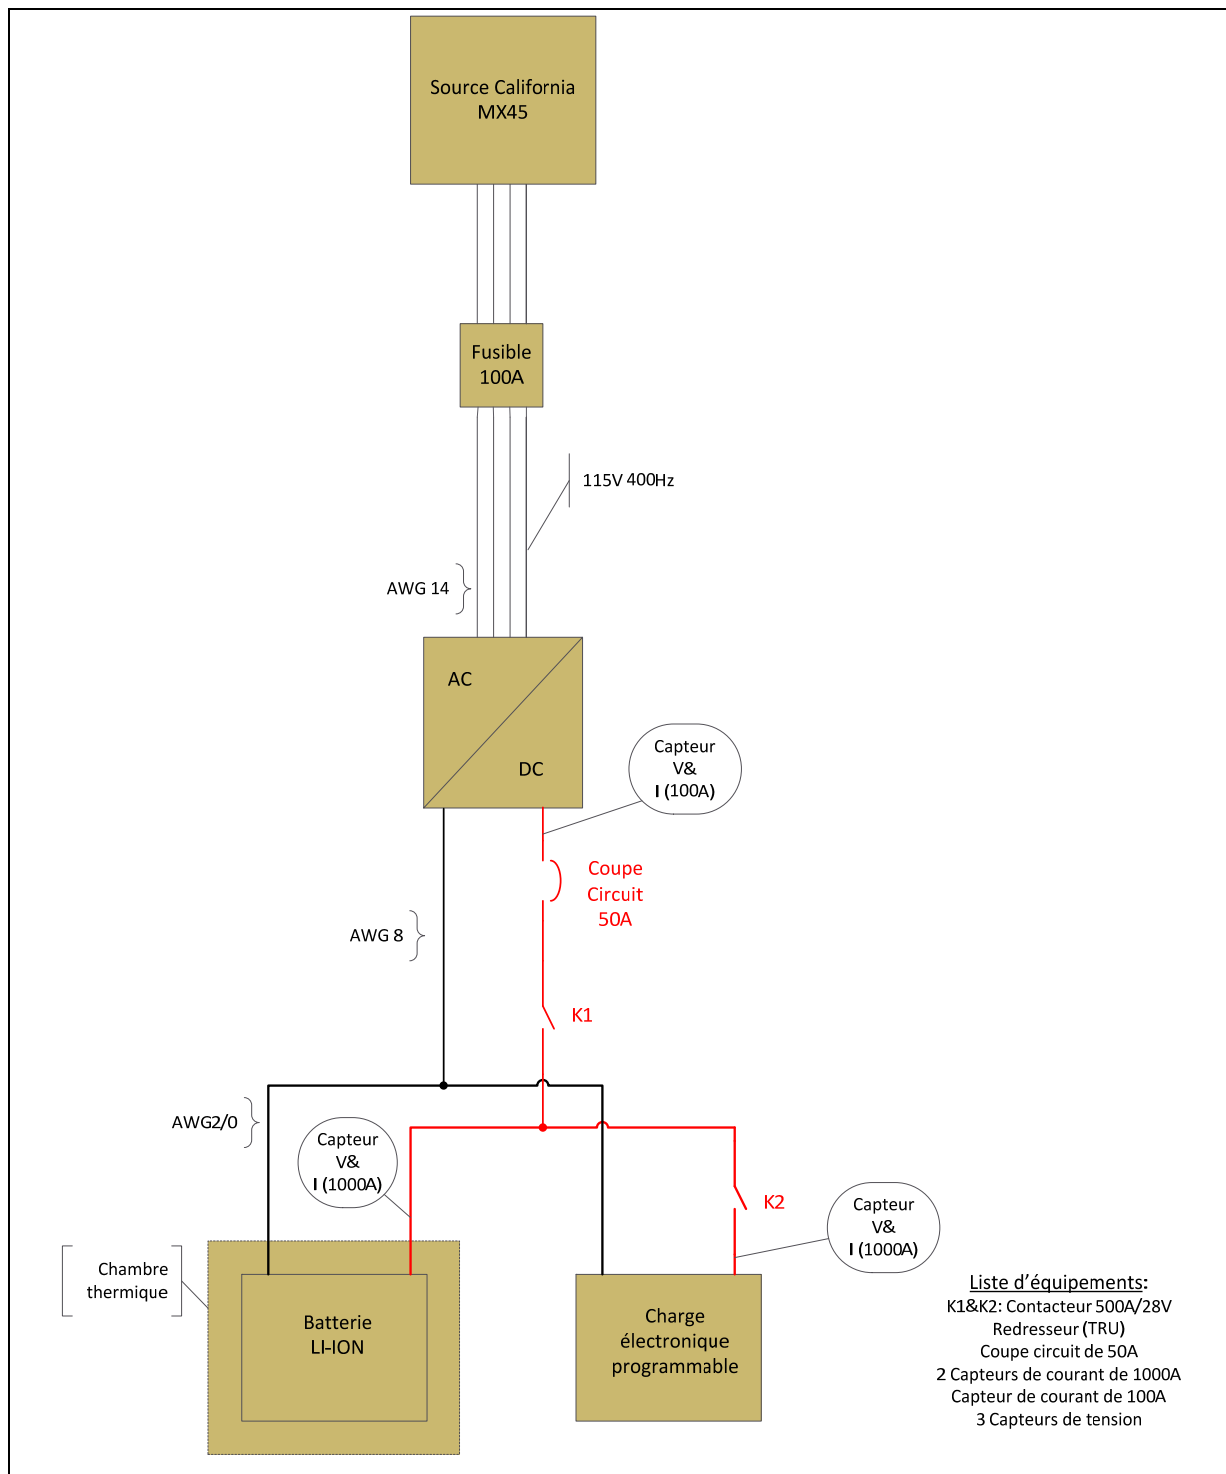 Source California
MX45
Fusible
100A
115V 400Hz
AWG 14
AC
DC
Capteur
V&
I (100A)
Coupe
Circuit
50A
AWG 8
K1
AWG2/0
Capteur
V&
I (1000A)
K2
Capteur
V&
I (1000A)
Chambre
thermique
Batterie
LI-ION
Charge
électronique
programmable
Liste d'équipements:
K1&K2: Contacteur 500A/28V
Redresseur (TRU)
Coupe circuit de 50A
2 Capteurs de courant de 1000A
Capteur de courant de 100A
3 Capteurs de tension